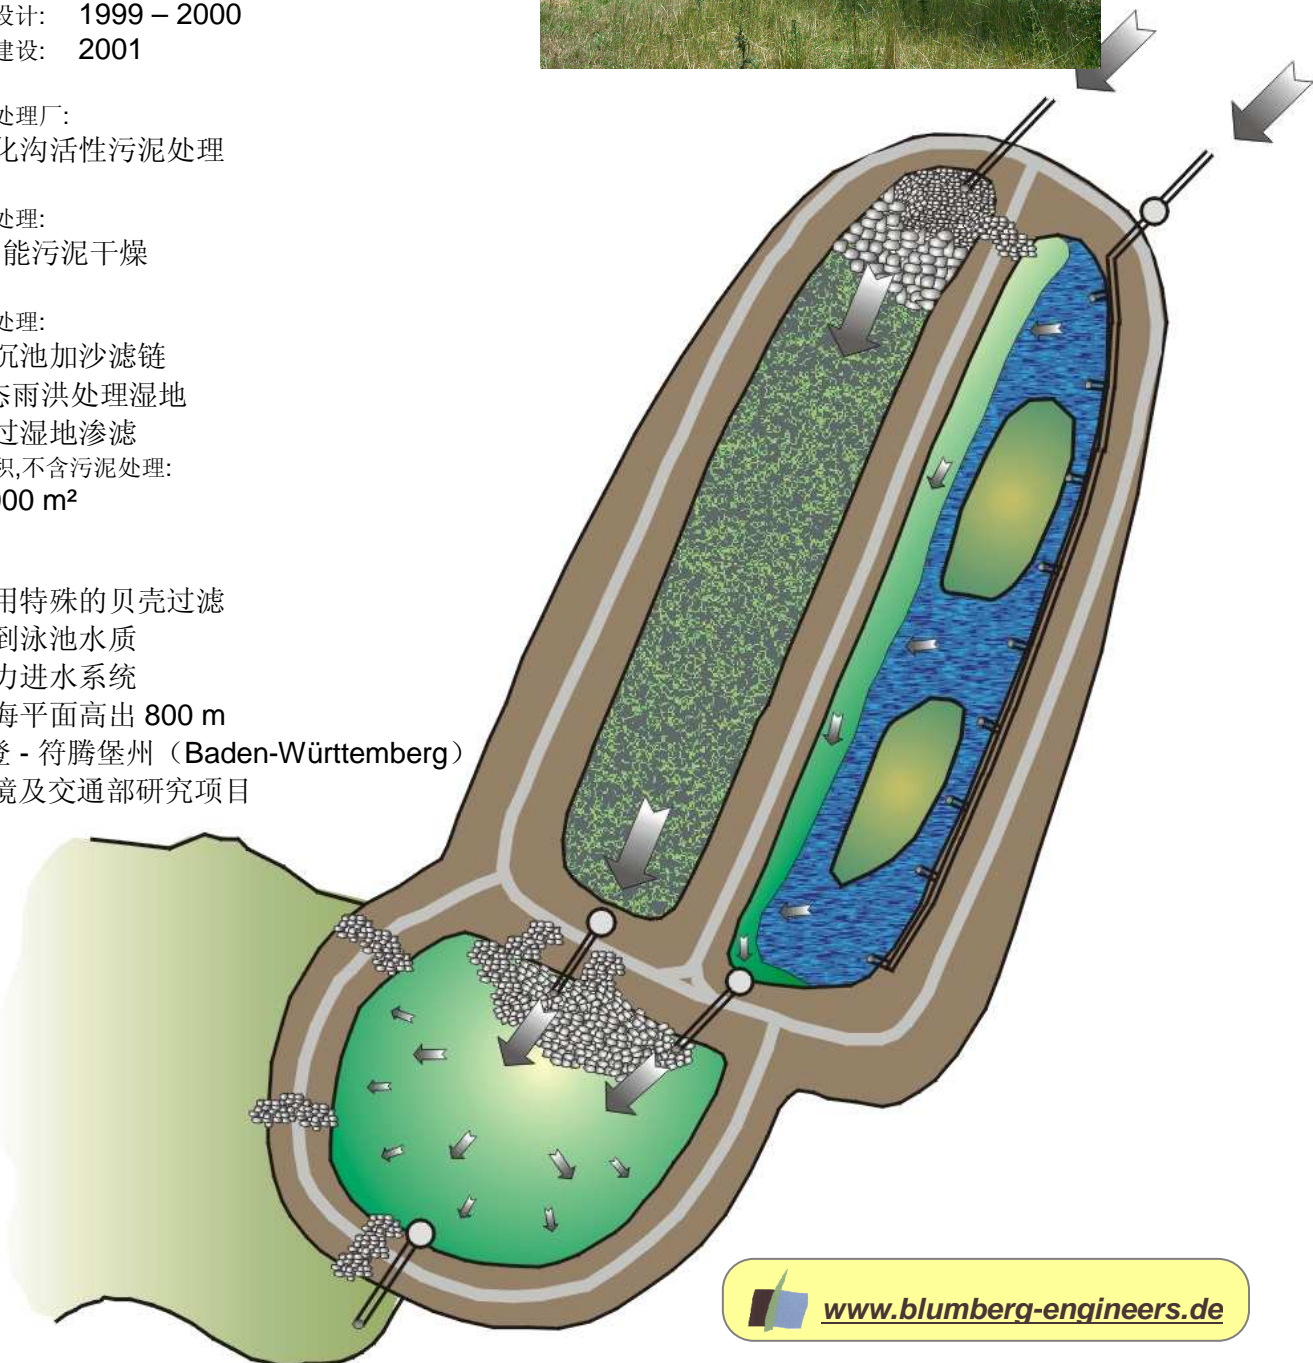 设计: 1999 – 2000
建设: 2001
处理厂:
化沟活性污泥处理
处理:
能污泥干燥
处理:
沉池加沙滤链
态雨洪处理湿地
过湿地渗滤
积,不含污泥处理:
000 m²
用特殊的贝壳过滤
到泳池水质
力进水系统
海平面高出 800 m
登 - 符腾堡州（Baden-Württemberg）
境及交通部研究项目
www.blumberg-engineers.de